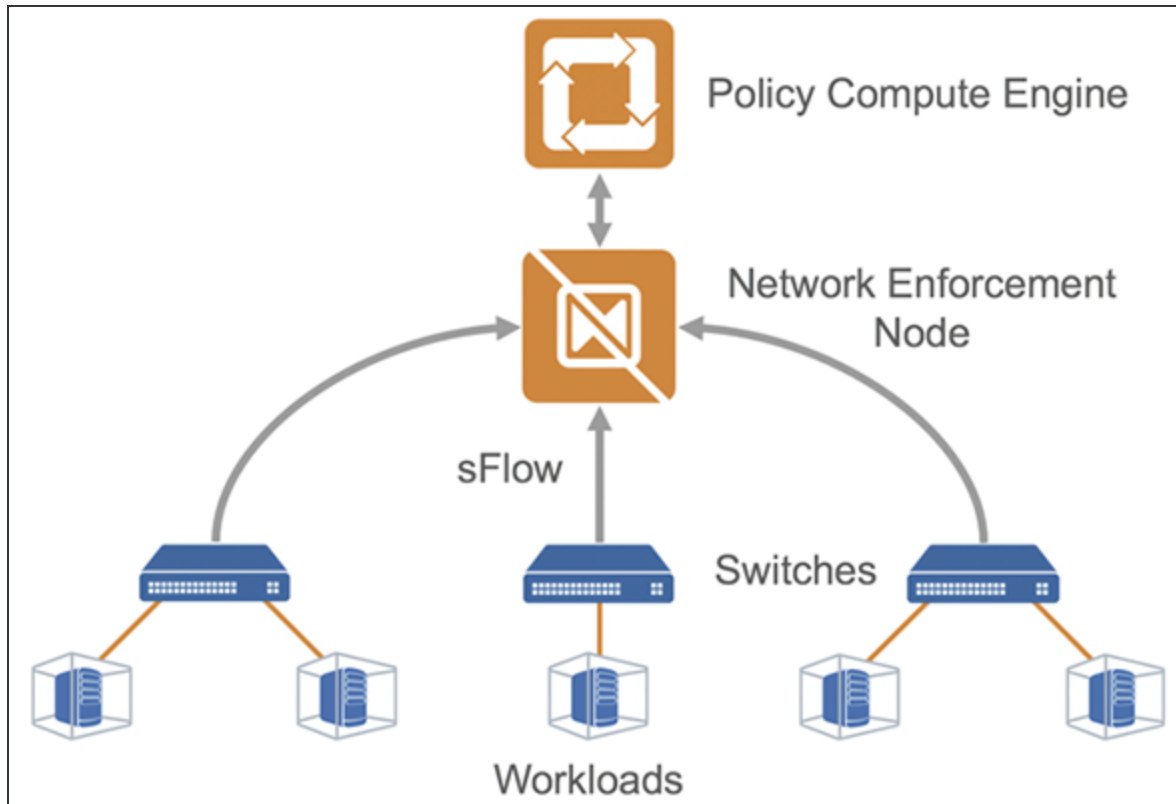 Policy Compute Engine
Network Enforcement
Node
sFlow
Switches
Workloads